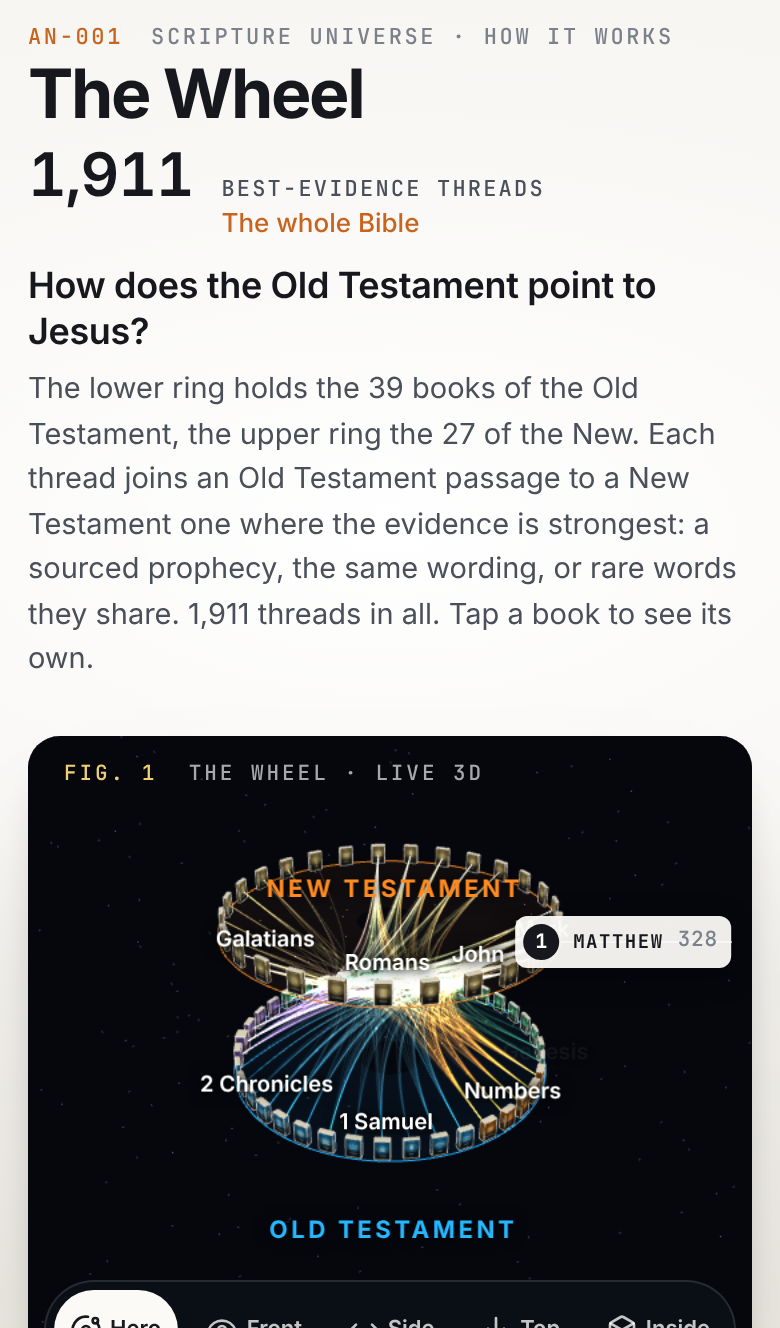 AN-001 SCRIPTURE UNIVERSE · HOW IT WORKS
The Wheel
1,911 BEST-EVIDENCE THREADS
The whole Bible
How does the Old Testament point to
Jesus?
The lower ring holds the 39 books of the Old
Testament, the upper ring the 27 of the New. Each
thread joins an Old Testament passage to a New
Testament one where the evidence is strongest: a
sourced prophecy, the same wording, or rare words
they share. 1,911 threads in all. Tap a book to see its
own.
FIG. 1 THE WHEEL · LIVE 3D
NEW TESTAMENT
Galatians
Romans
John
1 MATTHEW 328
2 Chronicles
1 Samuel
Numbers
OLD TESTAMENT
Hero Front Side Top Inside